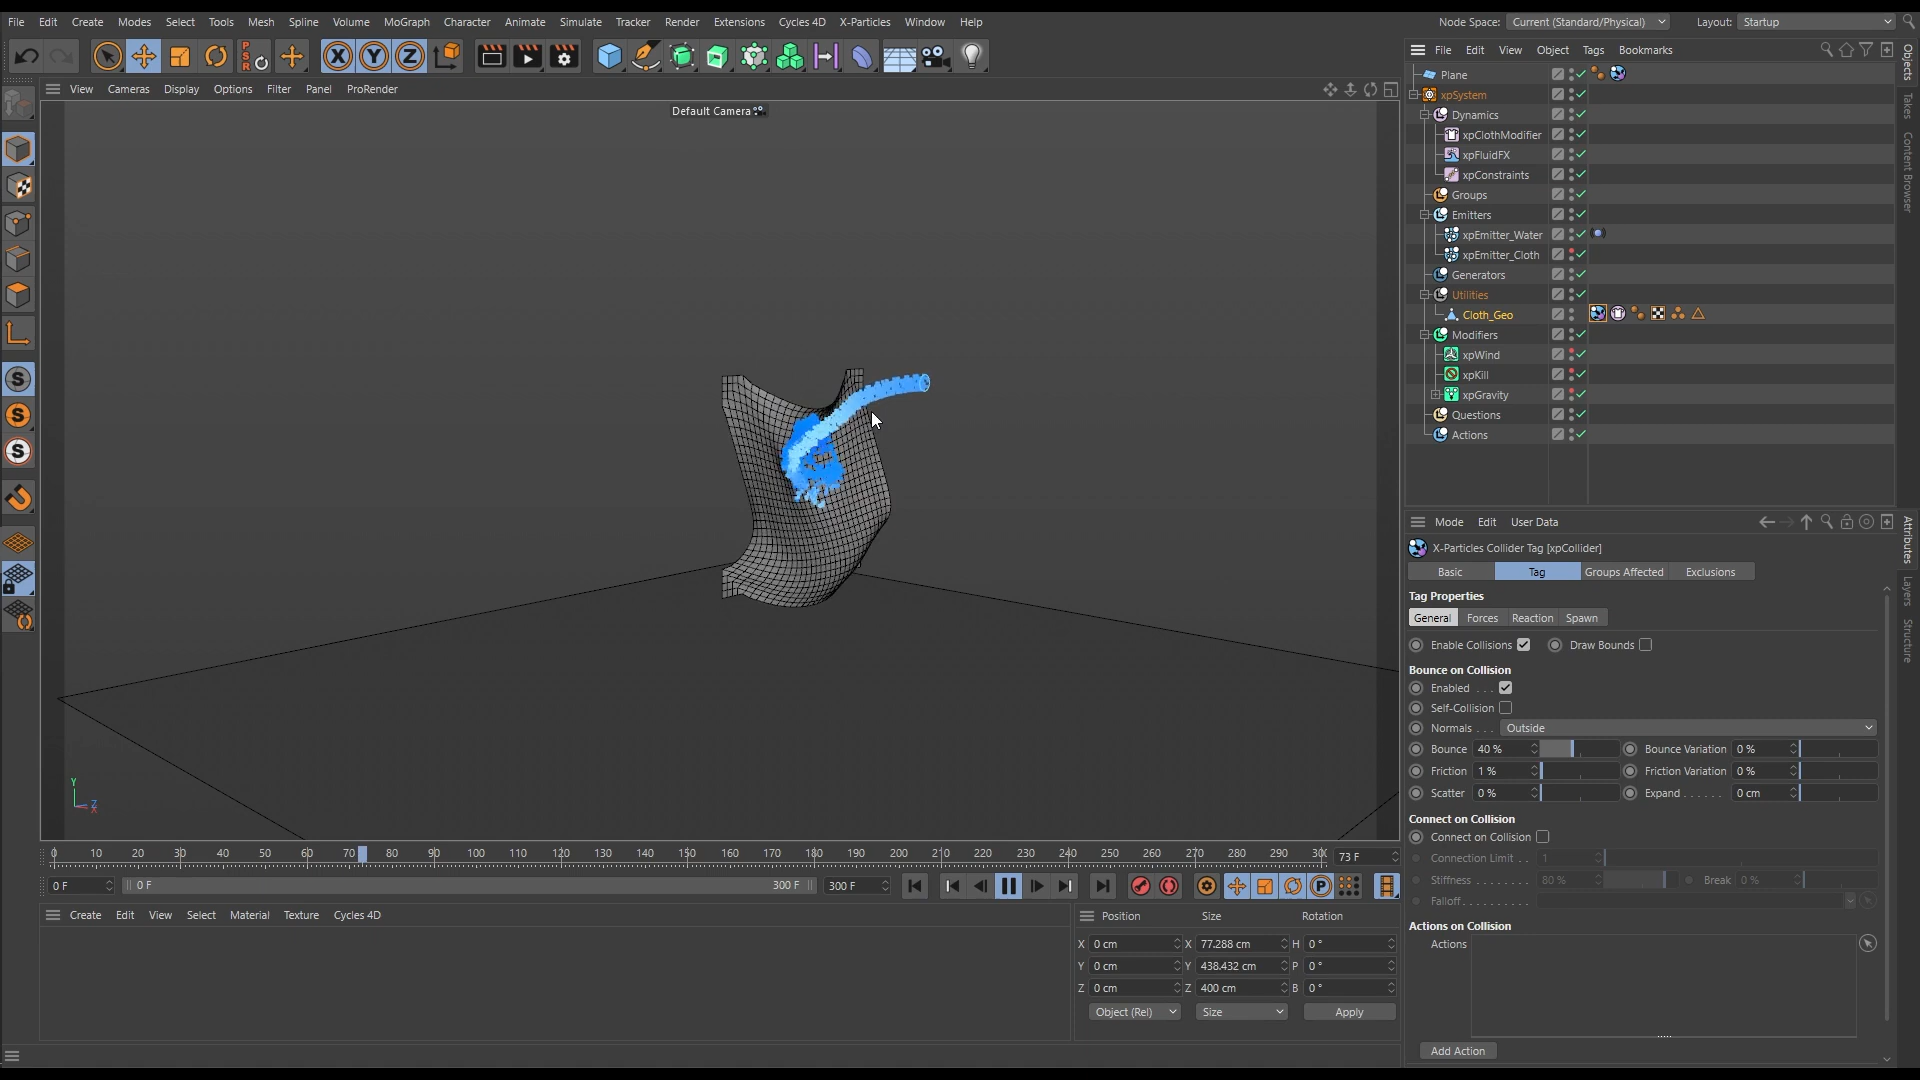 File Edit Create Modes Select Tools Mesh Spline Volume MoGraph Character Animate Simulate Tracker Render Extensions Cycles 4D X-Particles Window Help
Node Space: Current (Standard/Physical) Layout: Startup
PSR X Y Z
File Edit View Object Tags Bookmarks
View Cameras Display Options Filter Panel ProRender
Default Camera
Plane
xpSystem
Dynamics
xpClothModifier
xpFluidFX
xpConstraints
Groups
Emitters
xpEmitter_Water
xpEmitter_Cloth
Generators
Utilities
Cloth_Geo
Modifiers
xpWind
xpKill
xpGravity
Questions
Actions
Objects
Takes
Content Browser
Mode Edit User Data
X-Particles Collider Tag [xpCollider]
Basic Tag Groups Affected Exclusions
Tag Properties
General Forces Reaction Spawn
Enable Collisions Draw Bounds
Bounce on Collision
Enabled . . .
Self-Collision
Normals . . . Outside
Bounce 40 % Bounce Variation 0 %
Friction 1 % Friction Variation 0 %
Scatter 0 % Expand . . . . . . 0 cm
Connect on Collision
Connect on Collision
Connection Limit . . 1
Stiffness . . . . . . . . 80 % Break 0 %
Falloff. . . . . . . . . .
Actions on Collision
Actions
Add Action
Attributes
Layers
Structure
Y
Z
X
0 10 20 30 40 50 60 70 80 90 100 110 120 130 140 150 160 170 180 190 200 210 220 230 240 250 260 270 280 290 300 73 F
0 F 0 F 300 F 300 F
P
Create Edit View Select Material Texture Cycles 4D
Position Size Rotation
X 0 cm X 77.288 cm H 0 °
Y 0 cm Y 438.432 cm P 0 °
Z 0 cm Z 400 cm B 0 °
Object (Rel) Size Apply